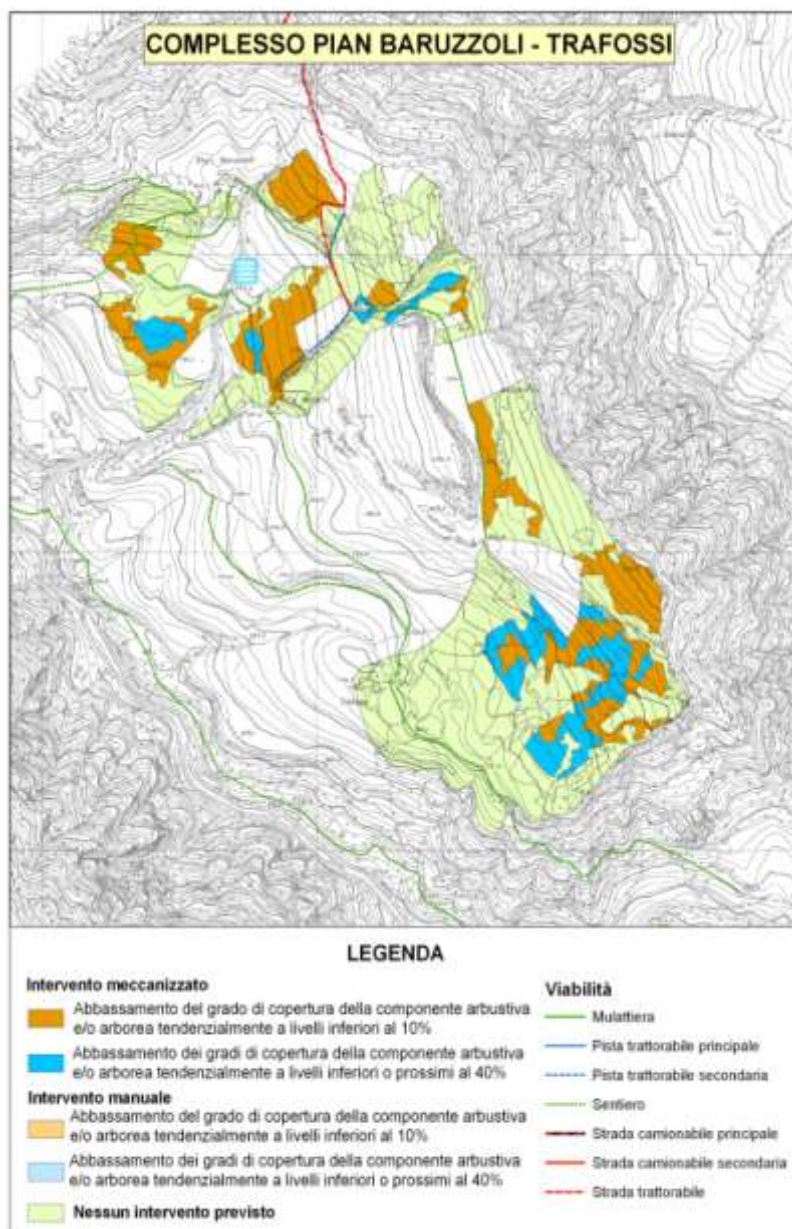 COMPLESSO PIAN BARUZZOLI - TRAFOSSI
LEGENDA
Intervento meccanizzato
Abbassamento del grado di copertura della componente arbustiva
e/o arborea tendenzialmente a livelli inferiori al 10%
Abbassamento dei gradi di copertura della componente arbustiva
e/o arborea tendenzialmente a livelli inferiori o prossimi al 40%
Intervento manuale
Abbassamento del grado di copertura della componente arbustiva
e/o arborea tendenzialmente a livelli inferiori al 10%
Abbassamento dei gradi di copertura della componente arbustiva
e/o arborea tendenzialmente a livelli inferiori o prossimi al 40%
Nessun intervento previsto
Viabilità
Mulattiera
Pista trattorabile principale
Pista trattorabile secondaria
Sentiero
Strada camionabile principale
Strada camionabile secondaria
Strada trattorabile